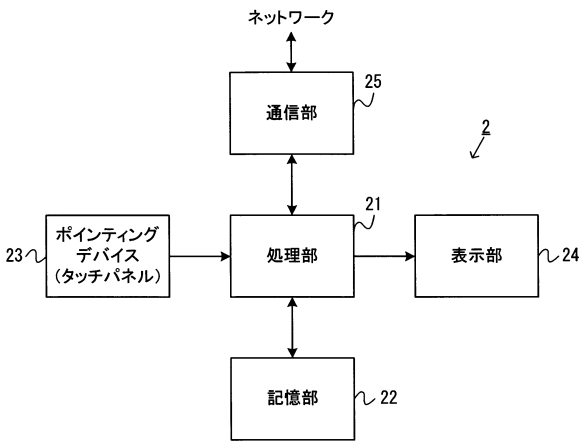 ネットワーク
25
通信部
2
21
ポインティング
デバイス
(タッチパネル)
23
処理部
表示部
24
記憶部
22